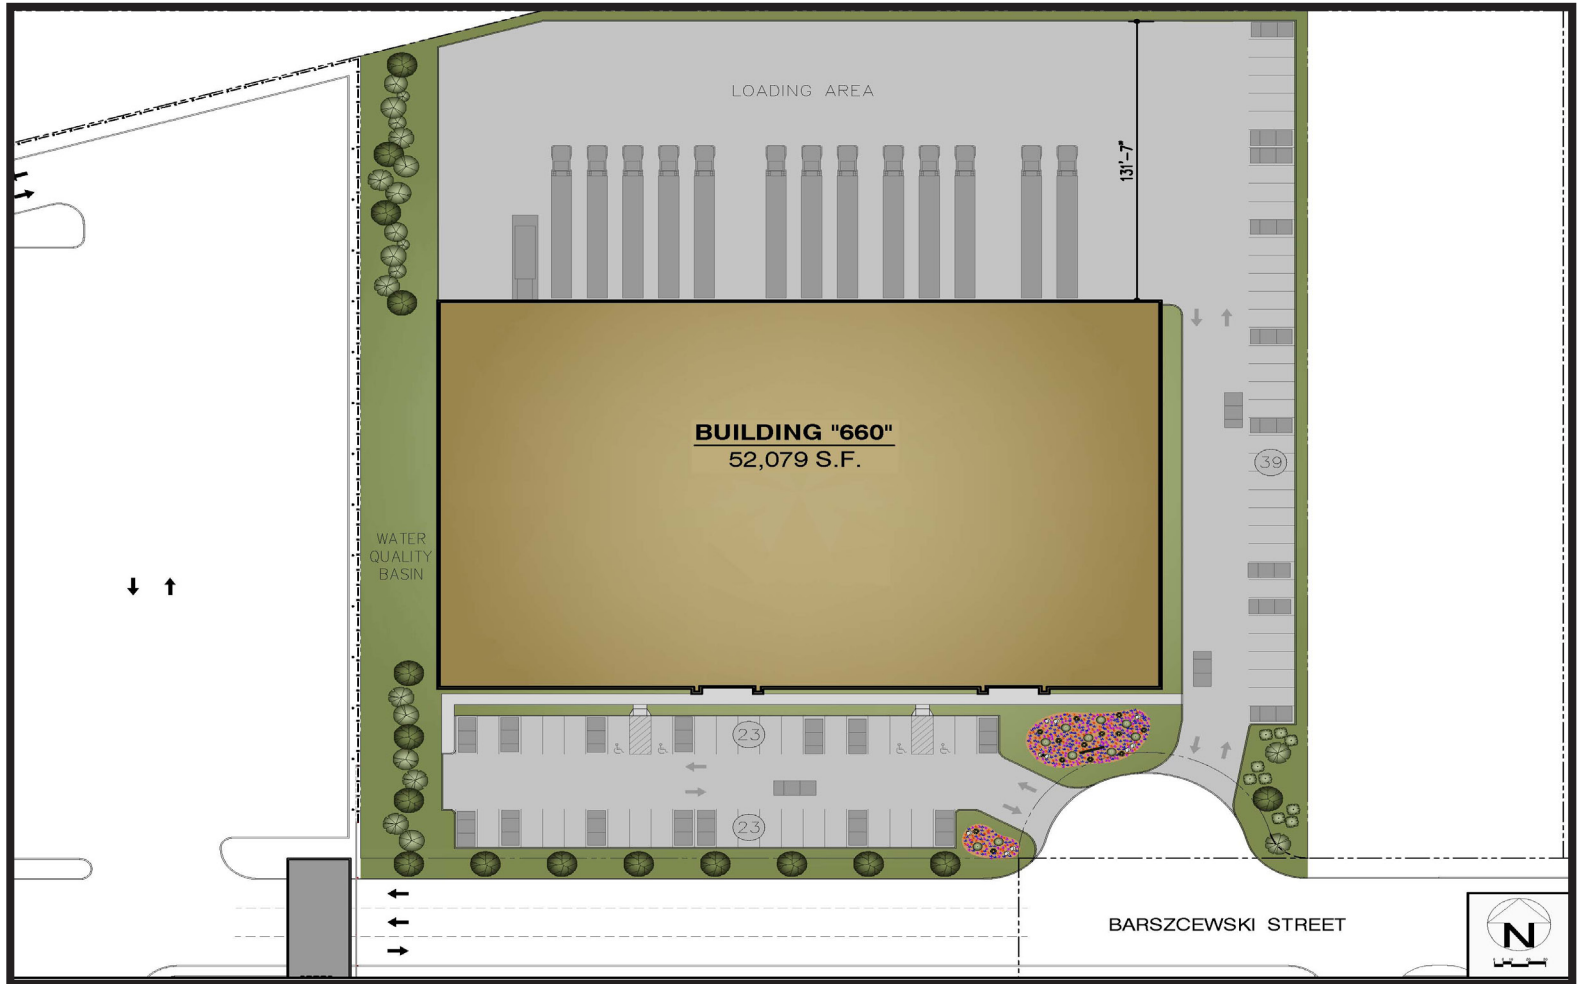 LOADING AREA
131'-7"
BUILDING "660"
52,079 S.F.
39
WATER
QUALITY
BASIN
23
23
BARSZCEWSKI STREET
N